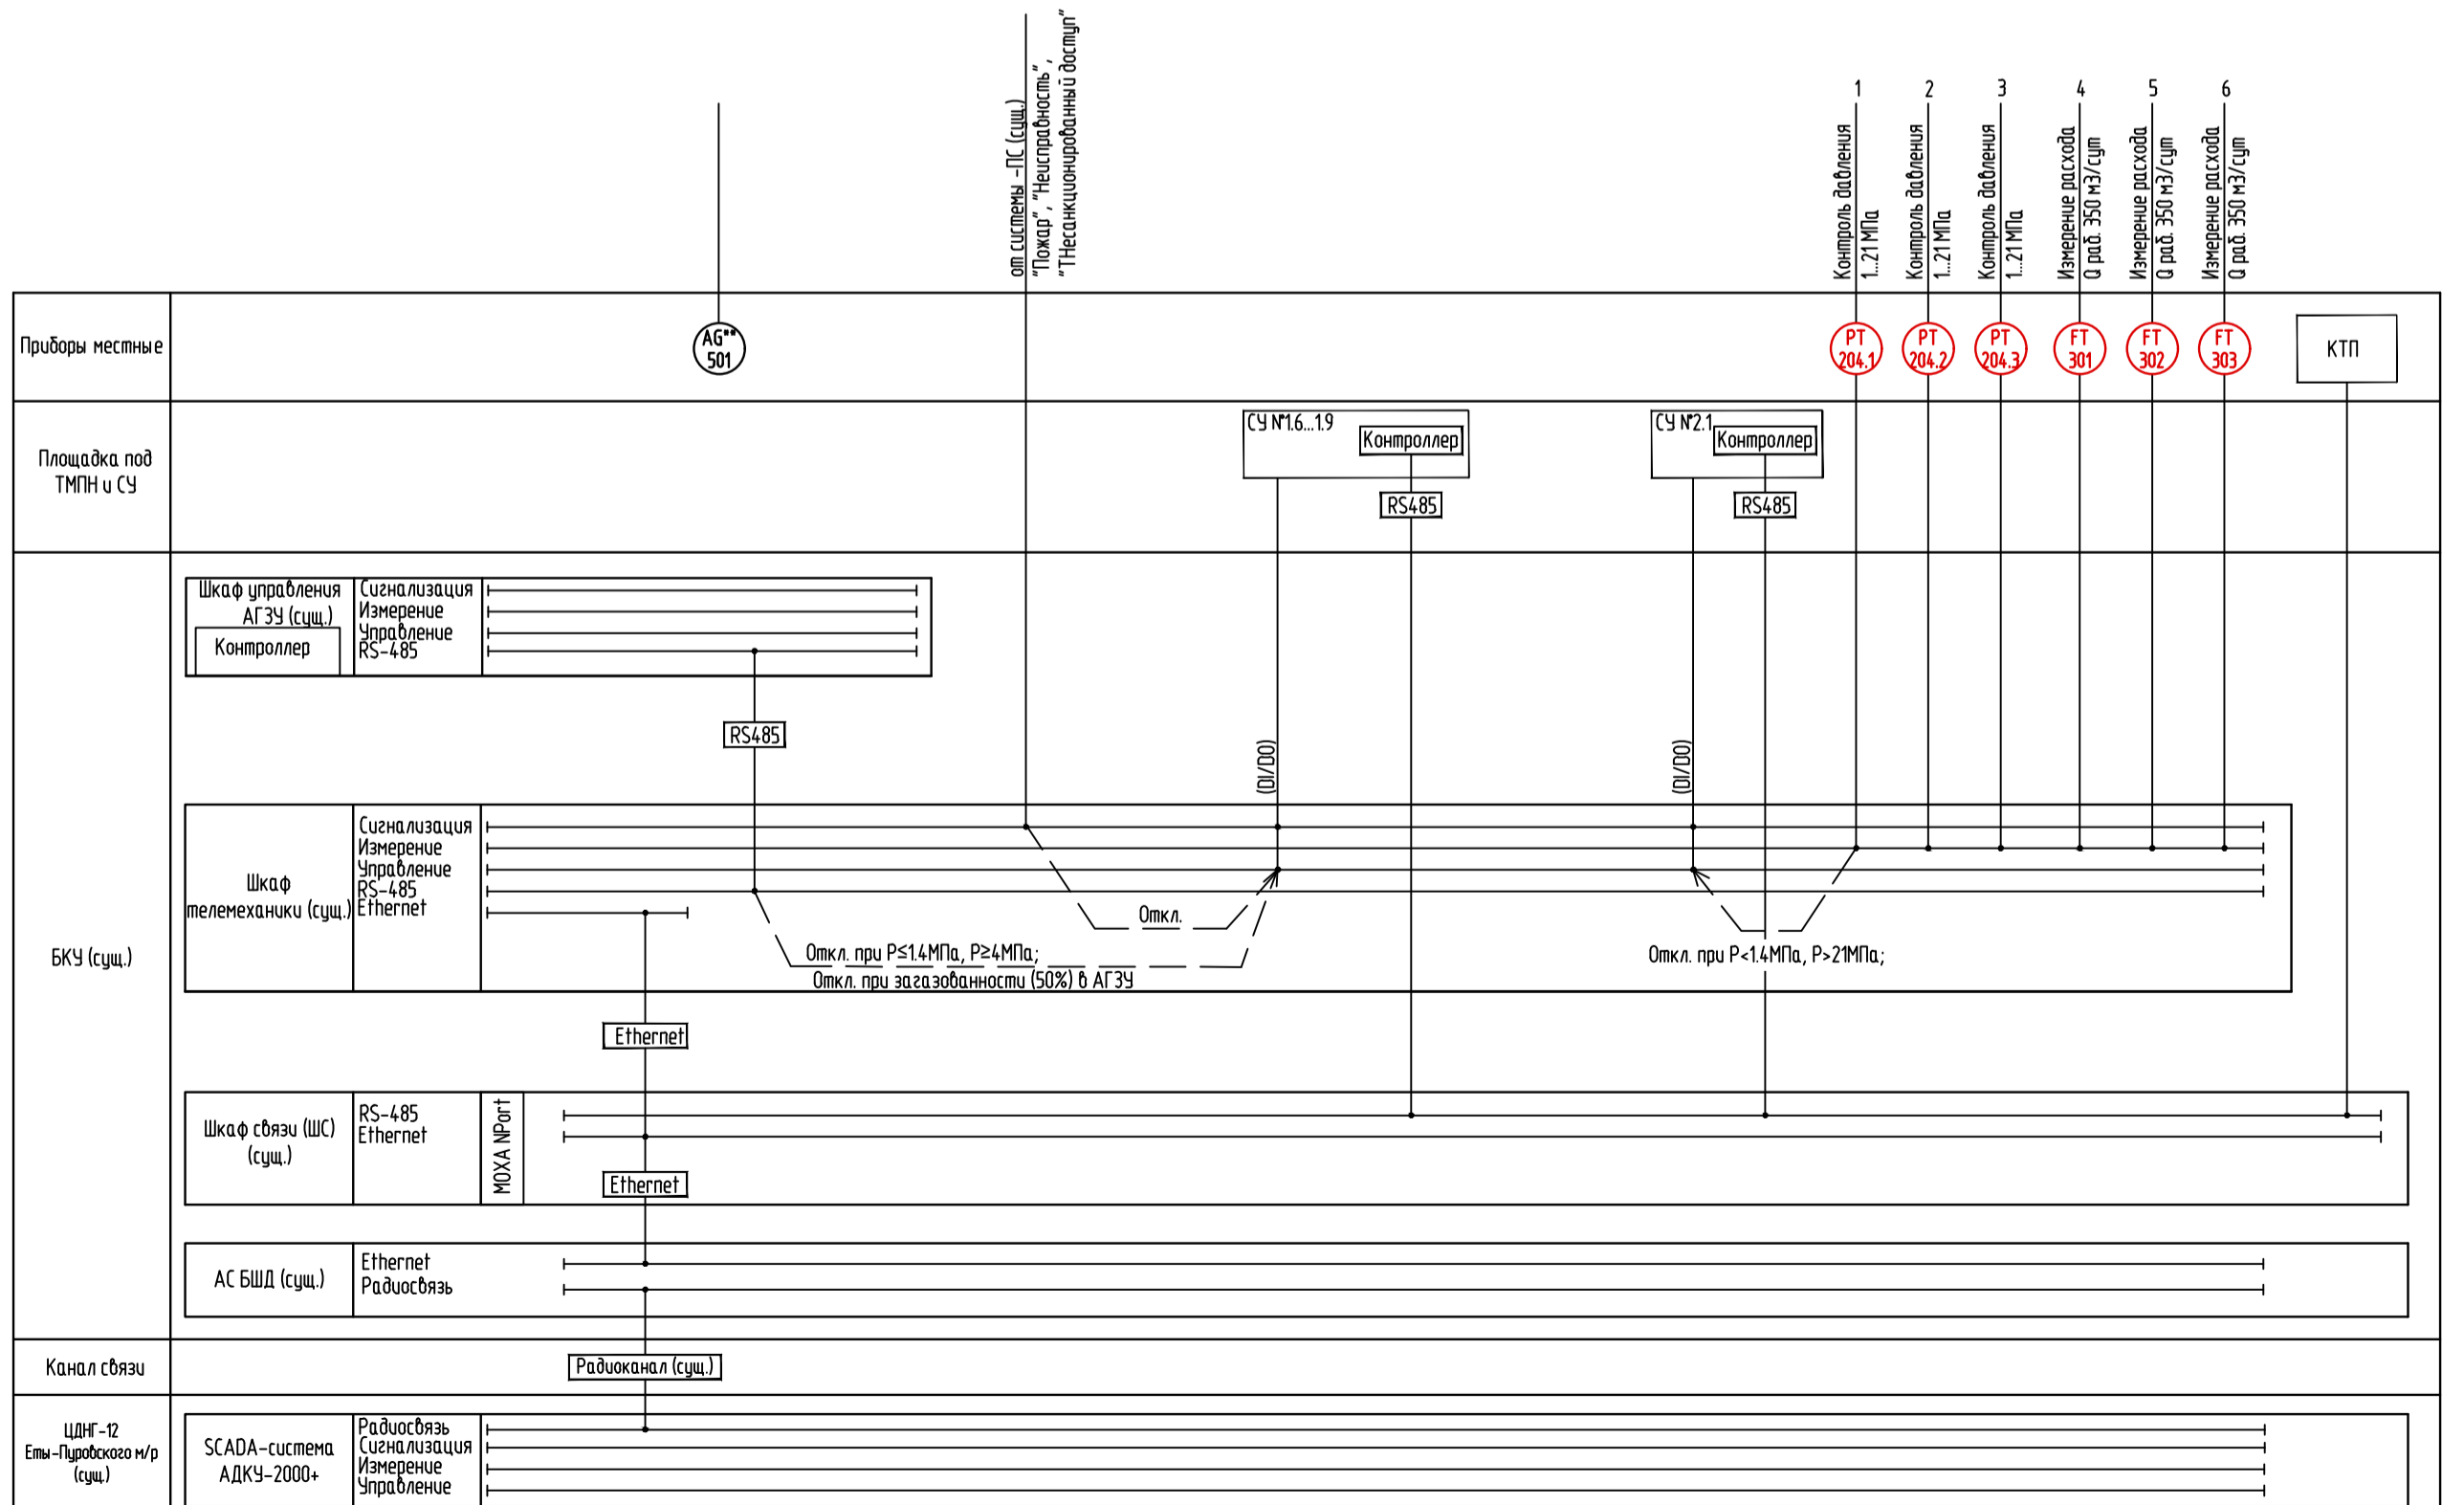 от системы -ПС (сущ.)
"Пожар", "Неисправность",
"ТНесанкционированный доступ"
1
2
3
4
5
6
Контроль давления
1...21 МПа
Контроль давления
1...21 МПа
Контроль давления
1...21 МПа
Измерение расхода
Q раб. 350 м3/сут
Измерение расхода
Q раб. 350 м3/сут
Измерение расхода
Q раб. 350 м3/сут
Приборы местные
AG**
501
PT
204.1
PT
204.2
PT
204.3
FT
301
FT
302
FT
303
КТП
Площадка под
ТМПН и СУ
СУ №1.6...1.9
Контроллер
RS485
СУ №2.1
Контроллер
RS485
БКУ (сущ.)
Шкаф управления
АГЗУ (сущ.)
Контроллер
Сигнализация
Измерение
Управление
RS-485
RS485
(DI/DO)
(DI/DO)
Шкаф
телемеханики (сущ.)
Сигнализация
Измерение
Управление
RS-485
Ethernet
Откл.
Откл. при P≤1.4МПа, P≥4МПа;
Откл. при загазованности (50%) в АГЗУ
Откл. при P<1.4МПа, P>21МПа;
Ethernet
Шкаф связи (ШС)
(сущ.)
RS-485
Ethernet
MOXA NPort
Ethernet
АС БШД (сущ.)
Ethernet
Радиосвязь
Канал связи
Радиоканал (сущ.)
ЦДНГ-12
Еты-Пуровского м/р
(сущ.)
SCADA-система
АДКУ-2000+
Радиосвязь
Сигнализация
Измерение
Управление